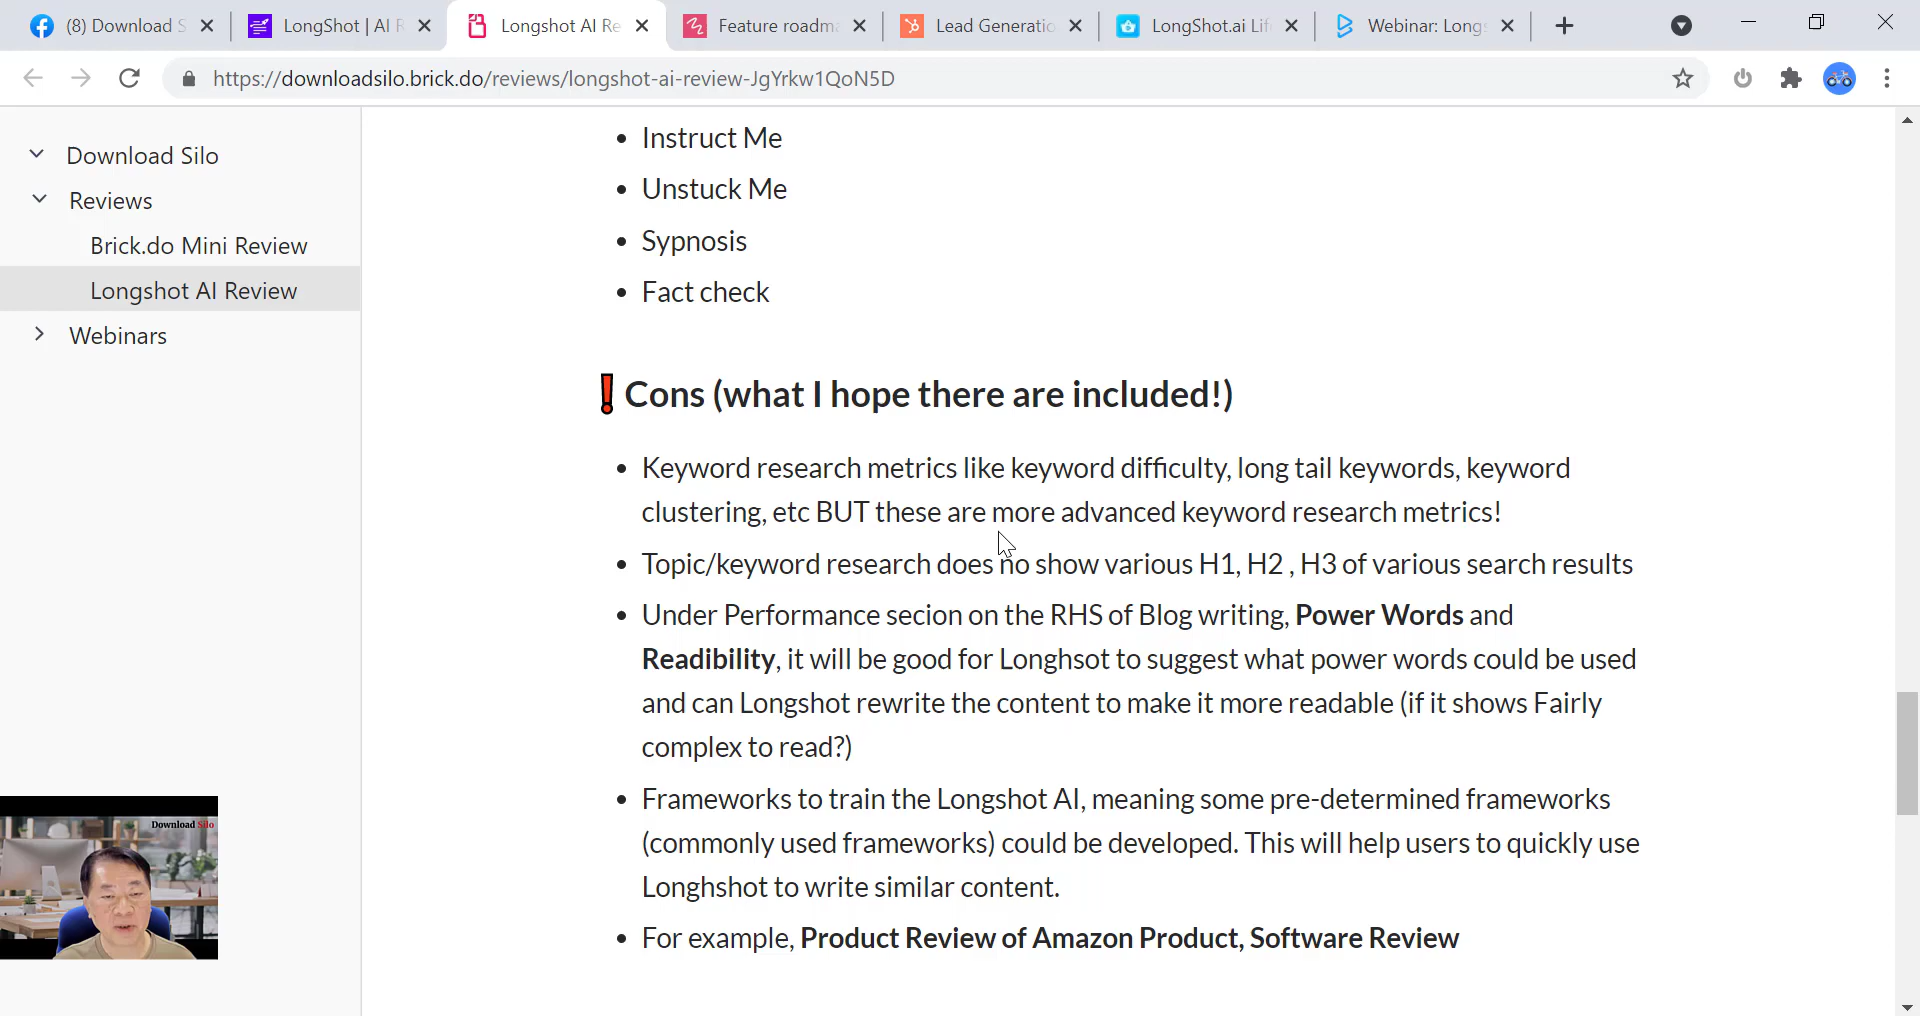 (8) Download S
LongShot | AI R
Longshot AI Re
Feature roadma
Lead Generatio
LongShot.ai Lif
Webinar: Longs
https://downloadsilo.brick.do/reviews/longshot-ai-review-JgYrkw1QoN5D
Download Silo
Reviews
Brick.do Mini Review
Longshot AI Review
Webinars
• Instruct Me
• Unstuck Me
• Sypnosis
• Fact check
❗Cons (what I hope there are included!)
• Keyword research metrics like keyword difficulty, long tail keywords, keyword
clustering, etc BUT these are more advanced keyword research metrics!
• Topic/keyword research does no show various H1, H2 , H3 of various search results
• Under Performance secion on the RHS of Blog writing, Power Words and
Readibility, it will be good for Longhsot to suggest what power words could be used
and can Longshot rewrite the content to make it more readable (if it shows Fairly
complex to read?)
• Frameworks to train the Longshot AI, meaning some pre-determined frameworks
(commonly used frameworks) could be developed. This will help users to quickly use
Longhshot to write similar content.
• For example, Product Review of Amazon Product, Software Review
Download Silo